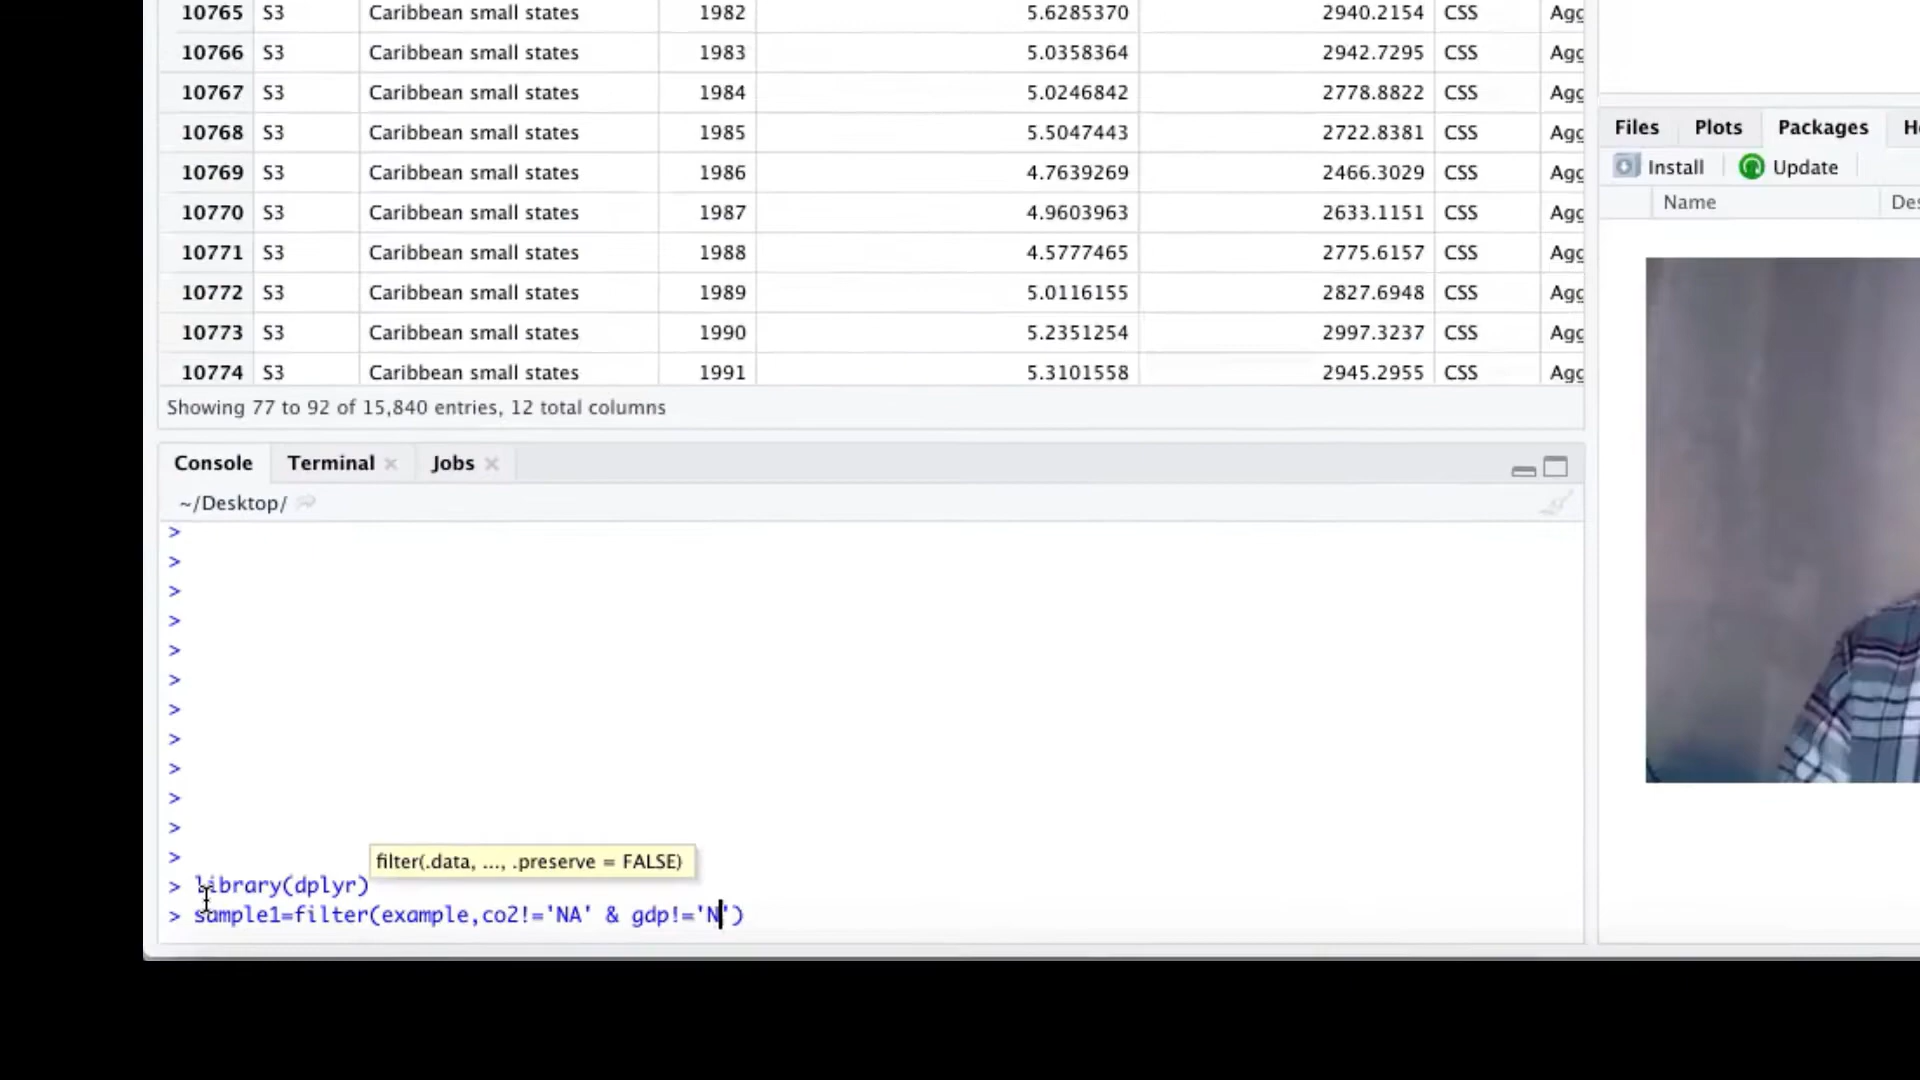 10765 S3 Caribbean small states 1982 5.6285370 2940.2154 CSS Agg
10766 S3 Caribbean small states 1983 5.0358364 2942.7295 CSS Agg
10767 S3 Caribbean small states 1984 5.0246842 2778.8822 CSS Agg
10768 S3 Caribbean small states 1985 5.5047443 2722.8381 CSS Agg
10769 S3 Caribbean small states 1986 4.7639269 2466.3029 CSS Agg
10770 S3 Caribbean small states 1987 4.9603963 2633.1151 CSS Agg
10771 S3 Caribbean small states 1988 4.5777465 2775.6157 CSS Agg
10772 S3 Caribbean small states 1989 5.0116155 2827.6948 CSS Agg
10773 S3 Caribbean small states 1990 5.2351254 2997.3237 CSS Agg
10774 S3 Caribbean small states 1991 5.3101558 2945.2955 CSS Agg
Showing 77 to 92 of 15,840 entries, 12 total columns
Console Terminal Jobs
~/Desktop/
>
>
>
>
>
>
>
>
>
>
>
>
filter(.data, ..., .preserve = FALSE)
> library(dplyr)
> sample1=filter(example,co2!='NA' & gdp!='N')
Files Plots Packages H
Install Update
Name Des